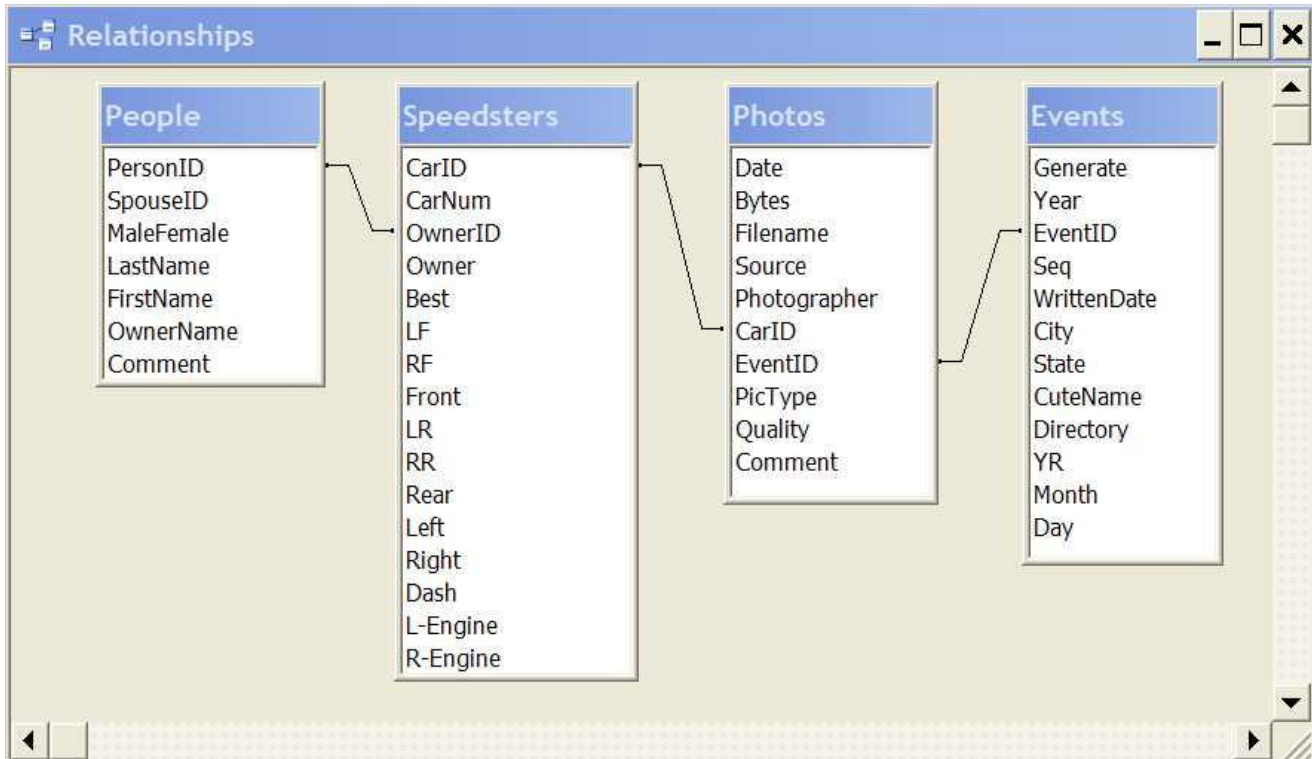 Relationships
People
PersonID
SpouseID
MaleFemale
LastName
FirstName
OwnerName
Comment
Speedsters
CarID
CarNum
OwnerID
Owner
Best
LF
RF
Front
LR
RR
Rear
Left
Right
Dash
L-Engine
R-Engine
Photos
Date
Bytes
Filename
Source
Photographer
CarID
EventID
PicType
Quality
Comment
Events
Generate
Year
EventID
Seq
WrittenDate
City
State
CuteName
Directory
YR
Month
Day